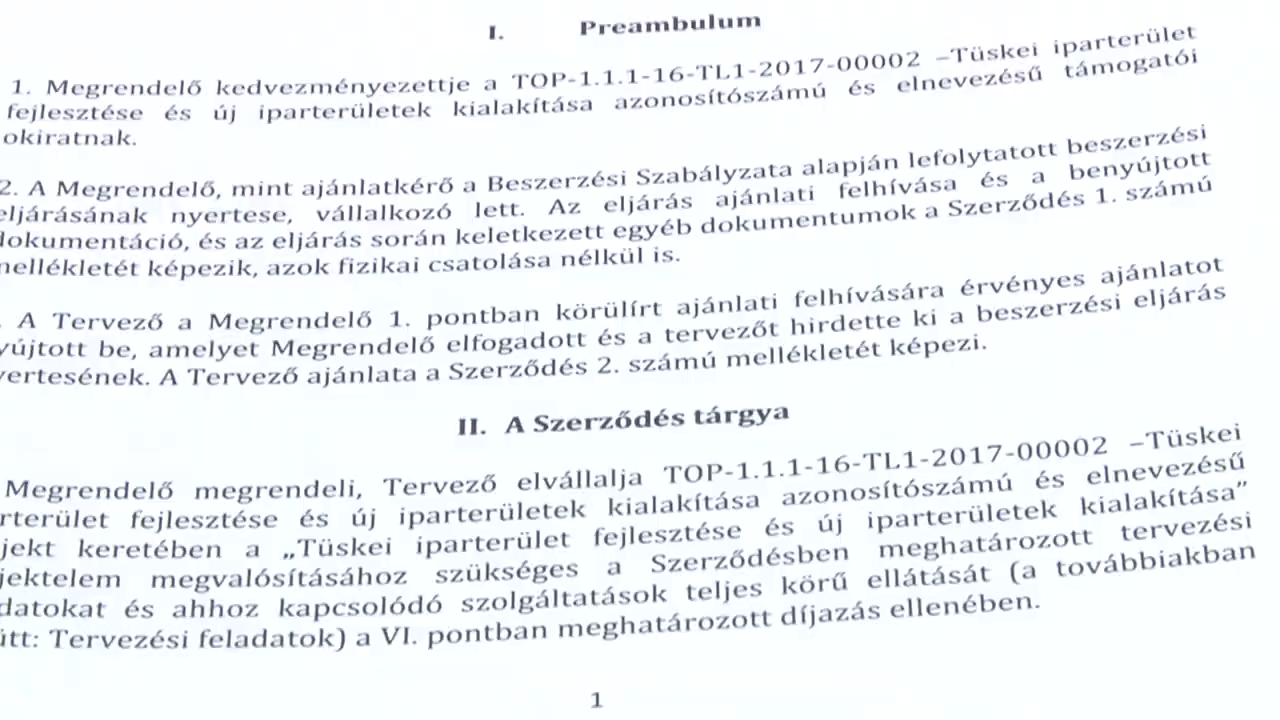 I. Preambulum
1. Megrendelő kedvezményezettje a TOP-1.1.1-16-TL1-2017-00002 –Tüskei iparterület
fejlesztése és új iparterületek kialakítása azonosítószámú és elnevezésű támogatói
okiratnak.
2. A Megrendelő, mint ajánlatkérő a Beszerzési Szabályzata alapján lefolytatott beszerzési
eljárásának nyertese, vállalkozó lett. Az eljárás ajánlati felhívása és a benyújtott
dokumentáció, és az eljárás során keletkezett egyéb dokumentumok a Szerződés 1. számú
mellékletét képezik, azok fizikai csatolása nélkül is.
. A Tervező a Megrendelő 1. pontban körülírt ajánlati felhívására érvényes ajánlatot
yújtott be, amelyet Megrendelő elfogadott és a tervezőt hirdette ki a beszerzési eljárás
yertesének. A Tervező ajánlata a Szerződés 2. számú mellékletét képezi.
II. A Szerződés tárgya
Megrendelő megrendeli, Tervező elvállalja TOP-1.1.1-16-TL1-2017-00002 –Tüskei
rterület fejlesztése és új iparterületek kialakítása azonosítószámú és elnevezésű
jekt keretében a „Tüskei iparterület fejlesztése és új iparterületek kialakítása”
jektelem megvalósításához szükséges a Szerződésben meghatározott tervezési
datokat és ahhoz kapcsolódó szolgáltatások teljes körű ellátását (a továbbiakban
ütt: Tervezési feladatok) a VI. pontban meghatározott díjazás ellenében.
1